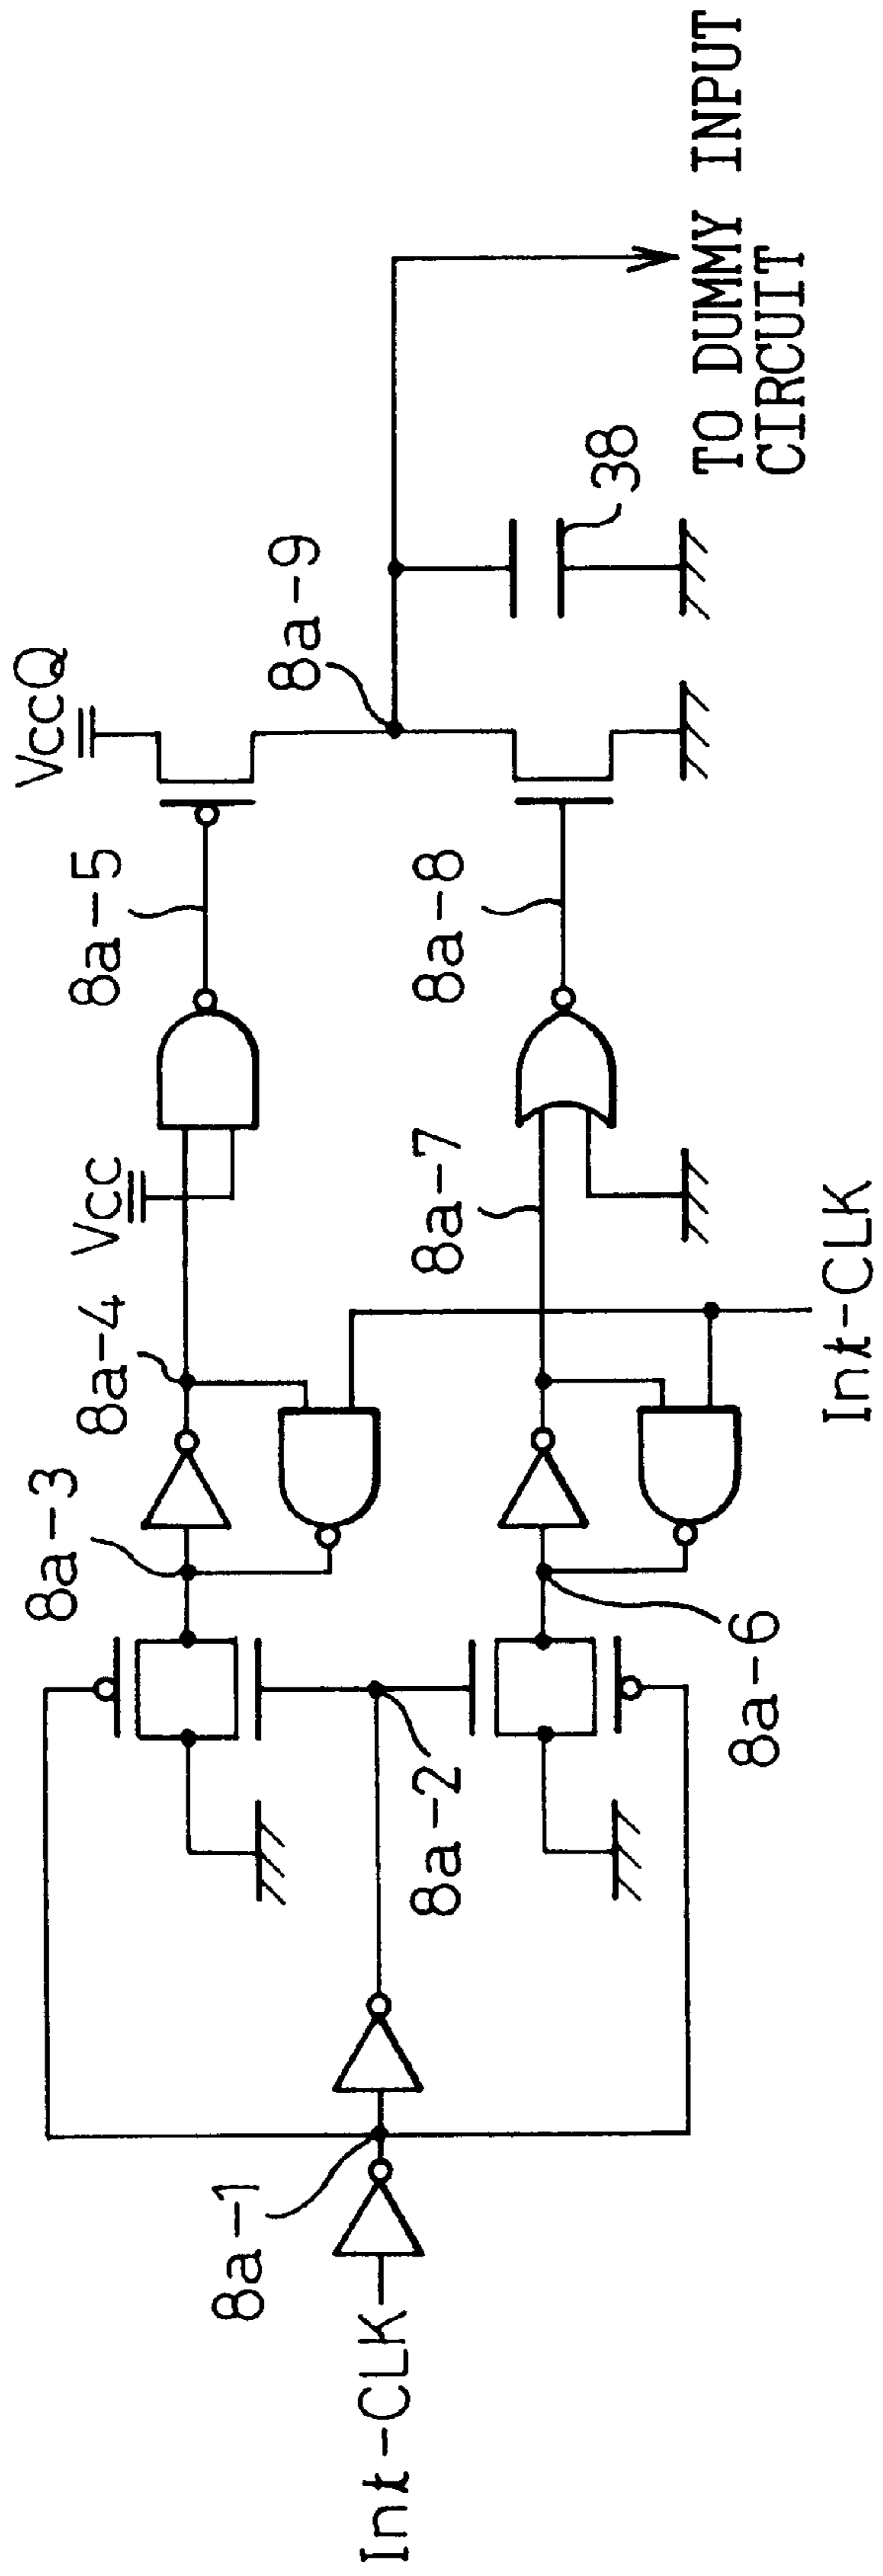 Int-CLK
8a-1
8a-2
8a-3
8a-4
Vcc
8a-5
VccQ
8a-6
Int-CLK
8a-7
8a-8
8a-9
38
TO DUMMY INPUT
CIRCUIT